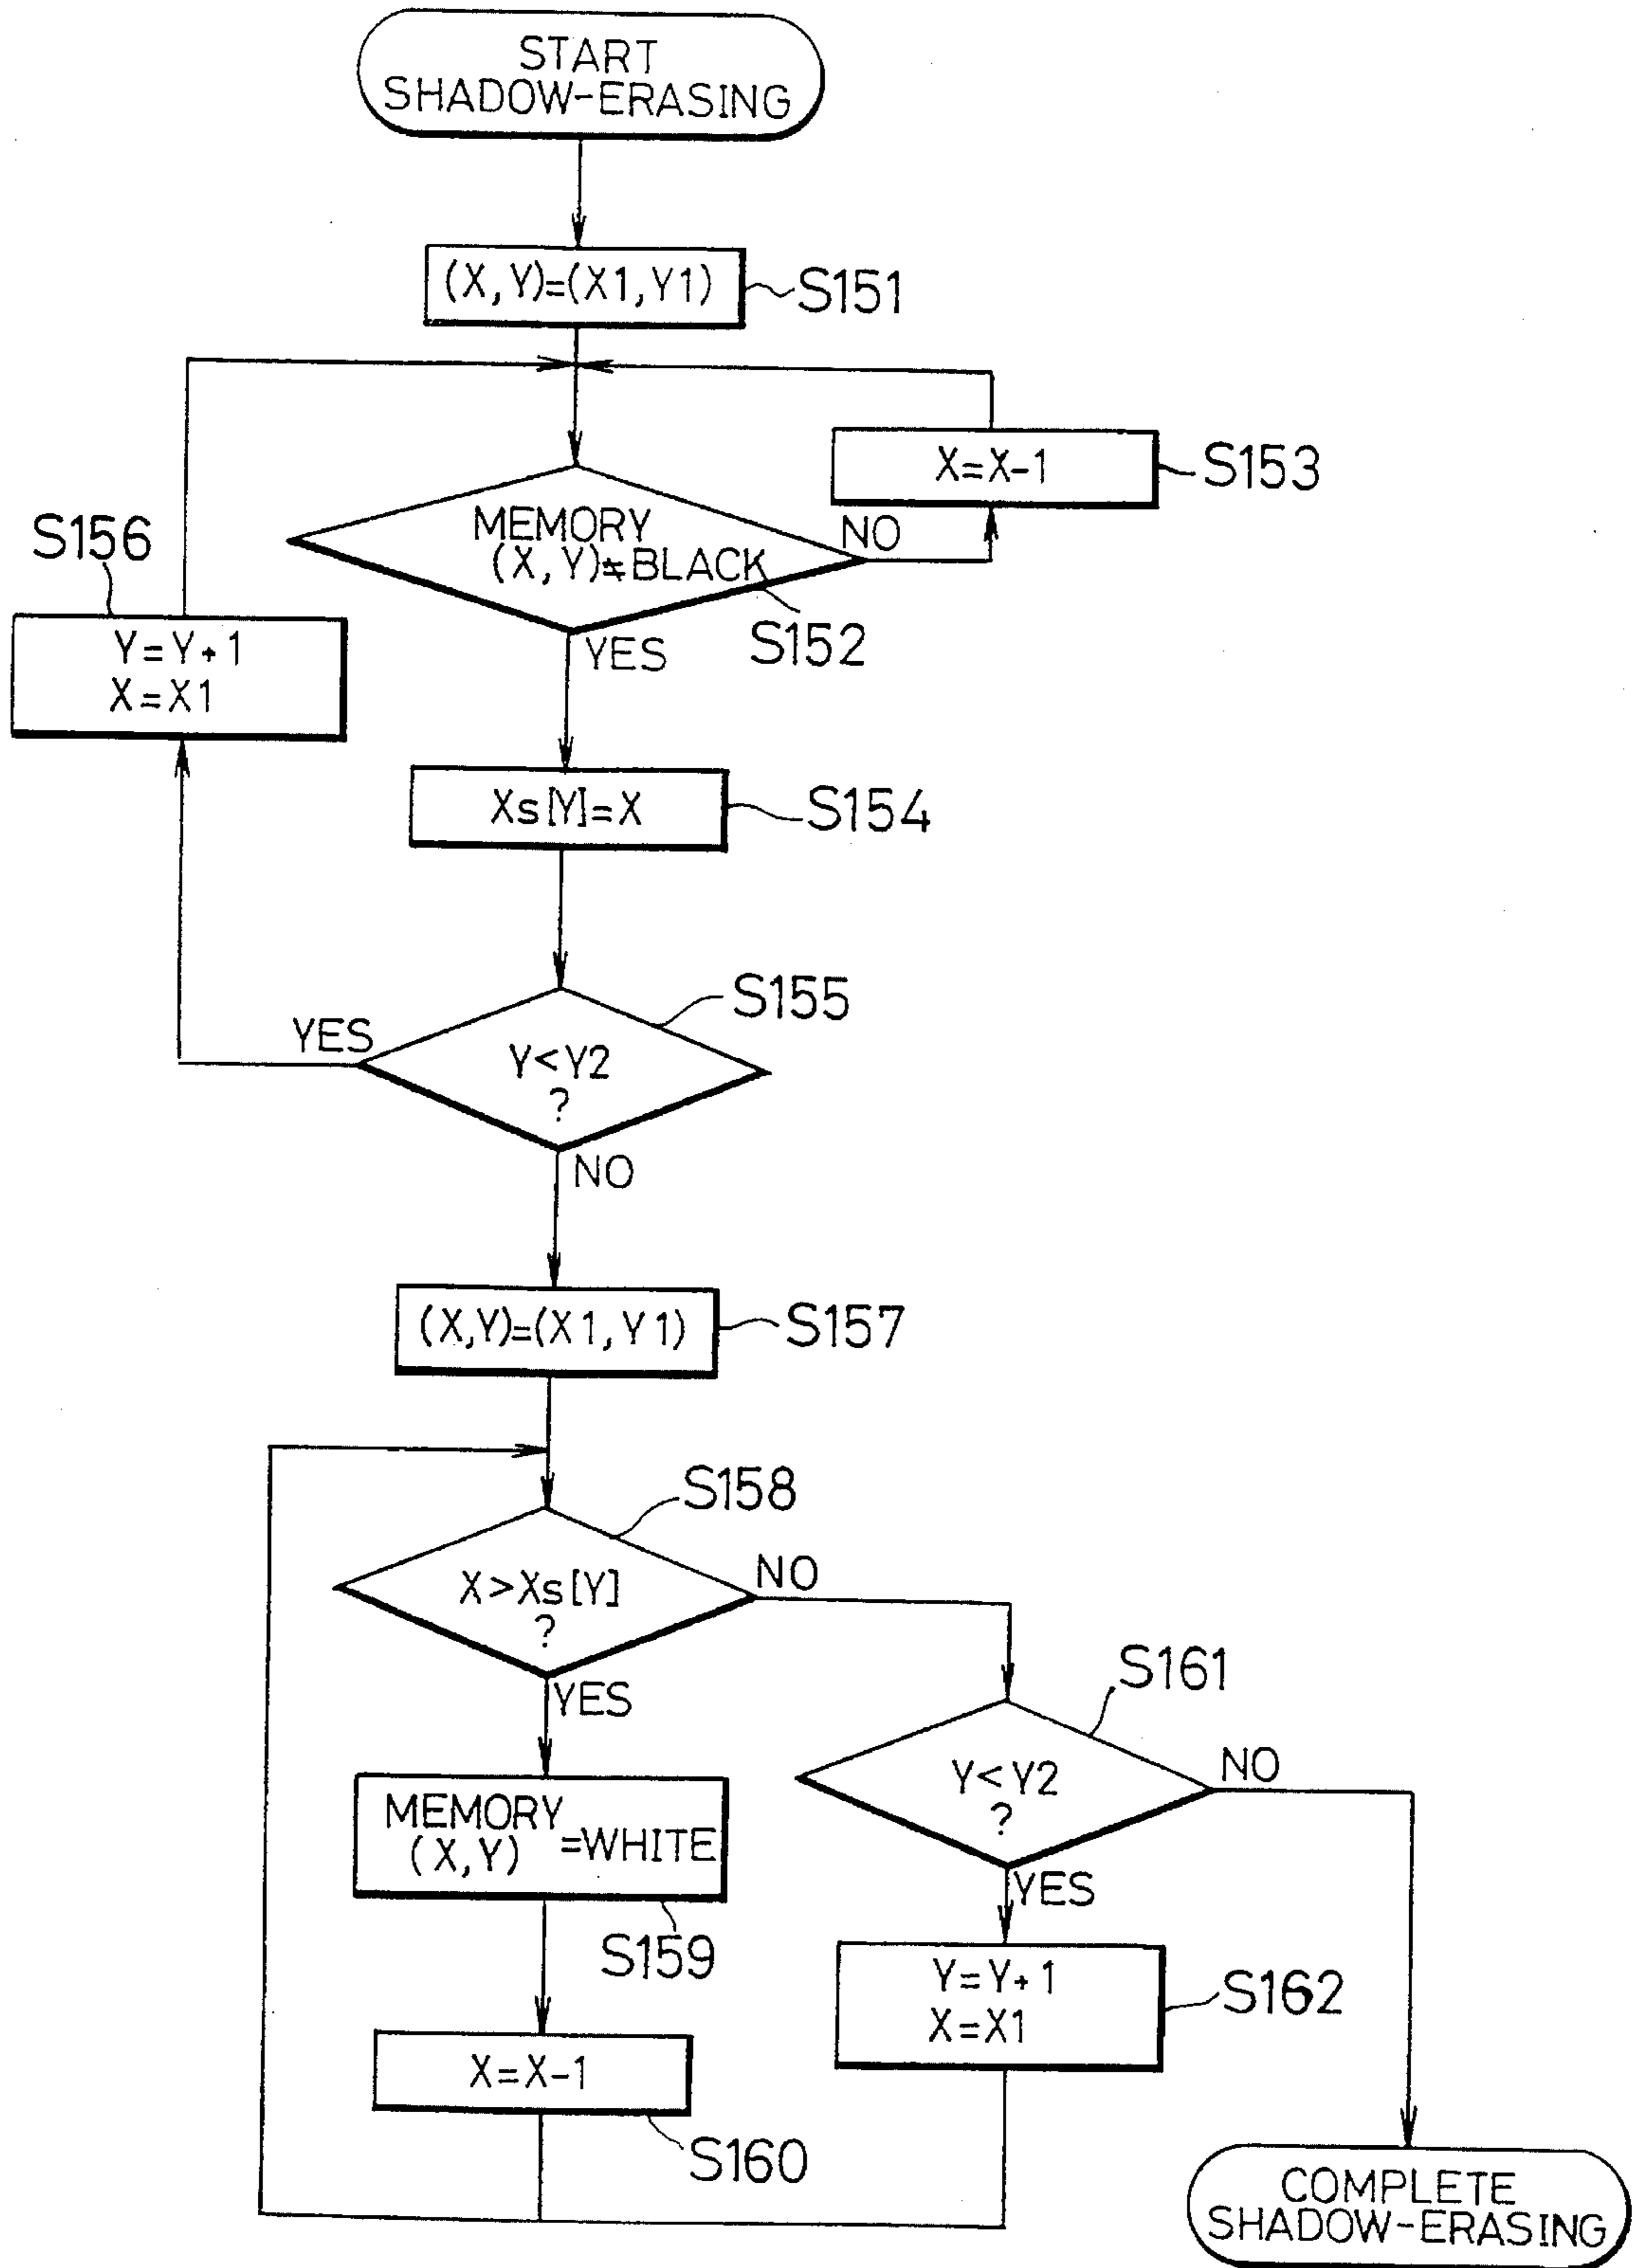 START
SHADOW-ERASING
(X,Y)=(X1,Y1)
S151
X=X-1
S153
MEMORY
(X,Y)≠BLACK
NO
S152
YES
S156
Y=Y+1
X=X1
Xs[Y]=X
S154
S155
YES
Y<Y2
?
NO
(X,Y)=(X1,Y1)
S157
S158
X>Xs[Y]
?
NO
YES
S161
Y<Y2
?
NO
YES
MEMORY
(X,Y) =WHITE
S159
Y=Y+1
X=X1
S162
X=X-1
S160
COMPLETE
SHADOW-ERASING